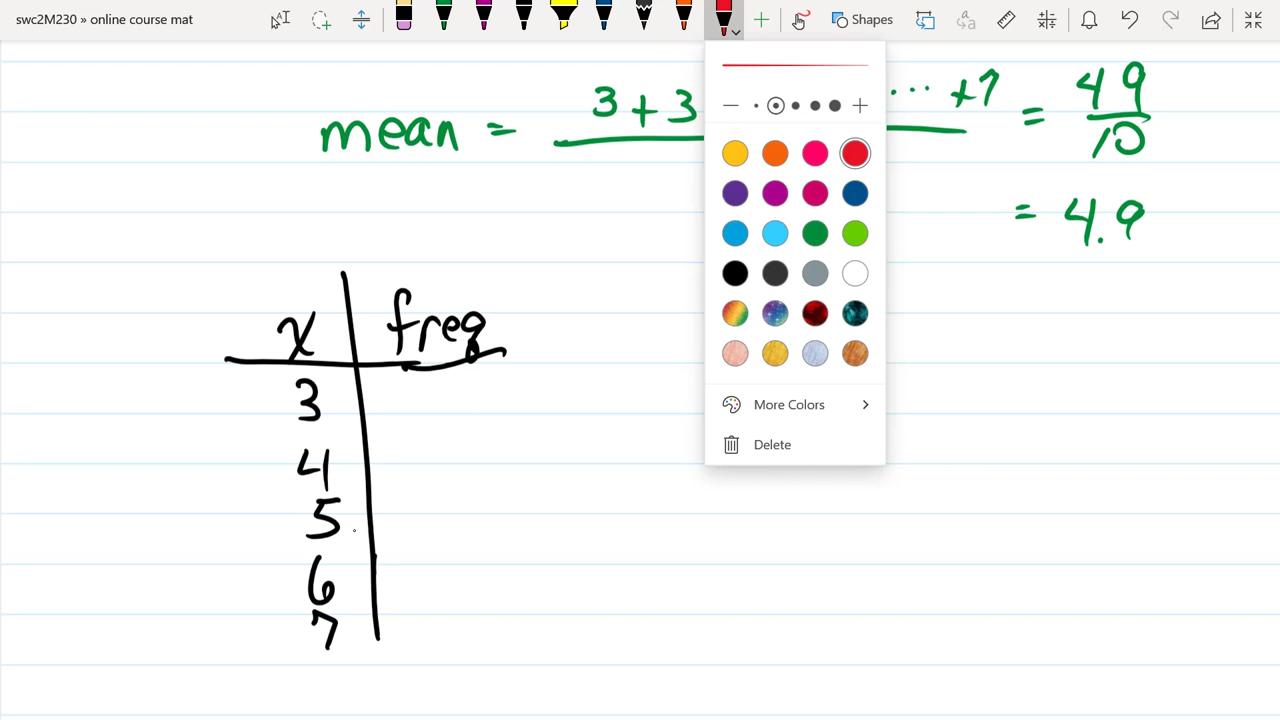 swc2M230 » online course mat
Shapes
3 + 3 ... +7 49
mean = = 10
= 4.9
x freq
3
4
5
6
7
More Colors
Delete